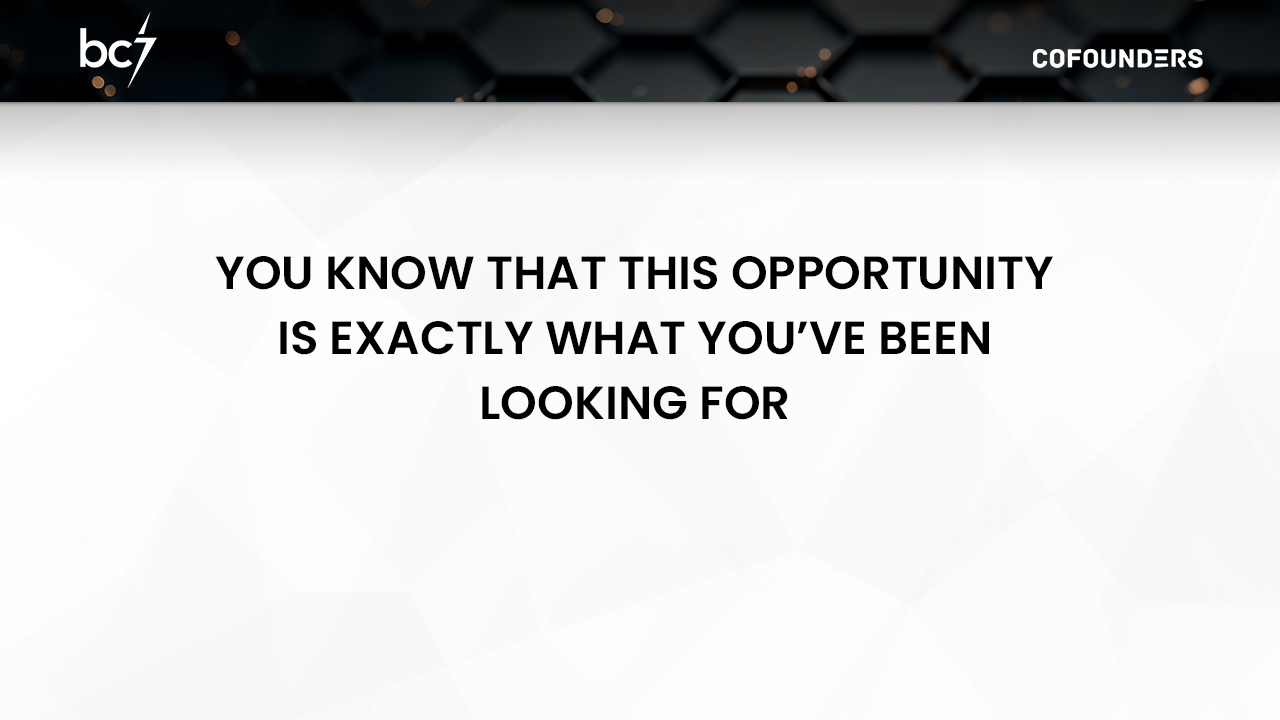 bc7
COFOUNDERS
YOU KNOW THAT THIS OPPORTUNITY
IS EXACTLY WHAT YOU’VE BEEN
LOOKING FOR